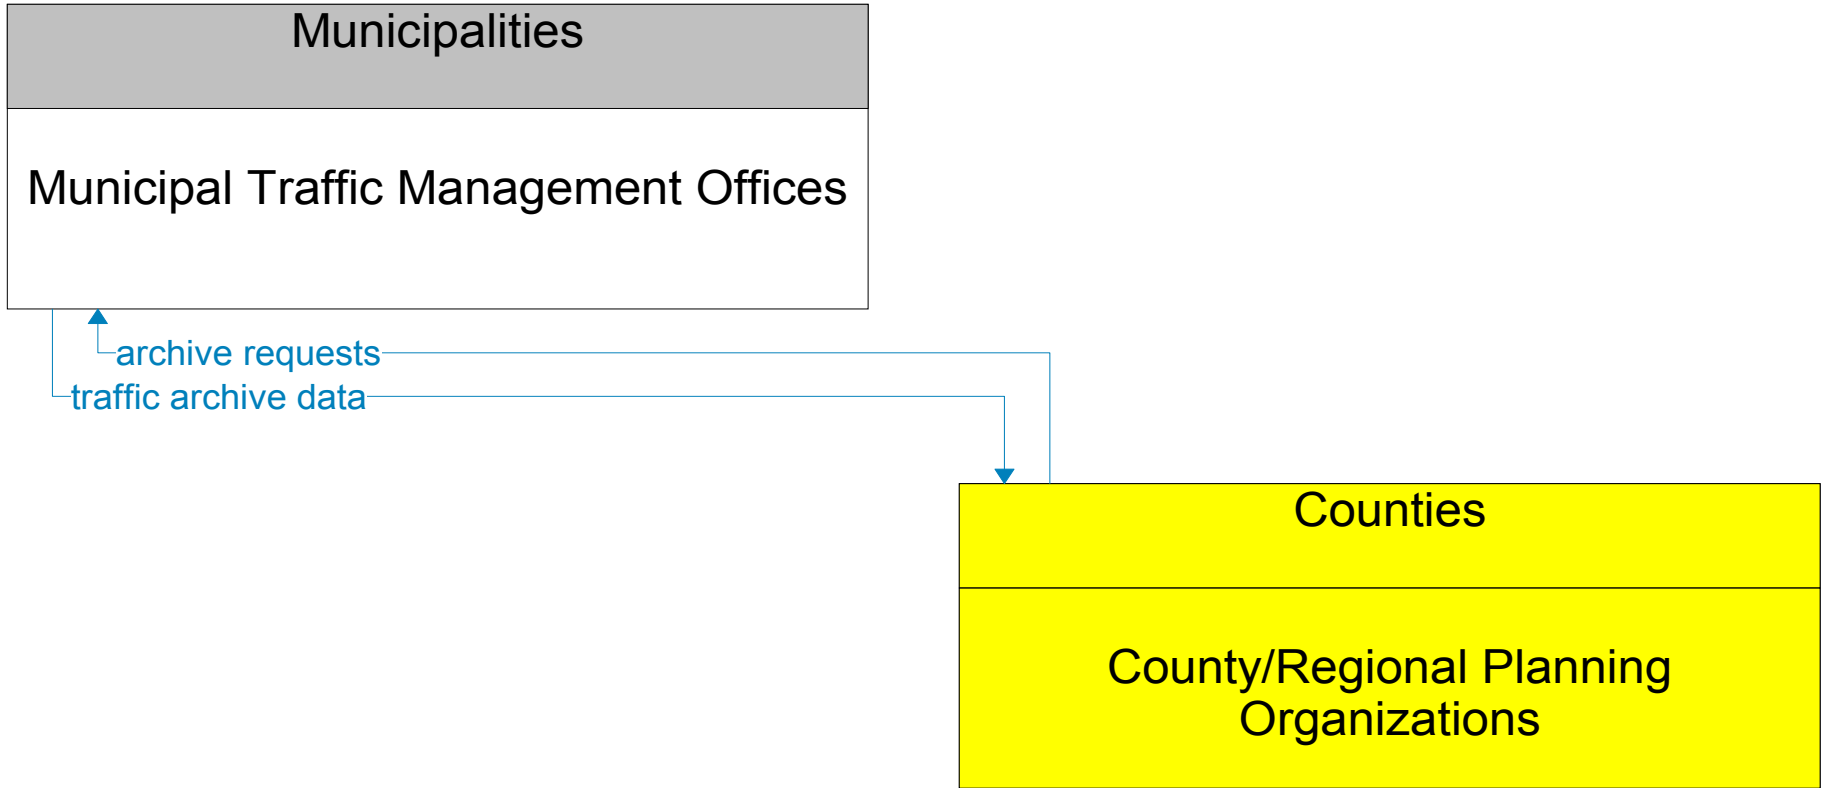 Municipalities
Municipal Traffic Management Offices
archive requests
traffic archive data
Counties
County/Regional Planning
Organizations